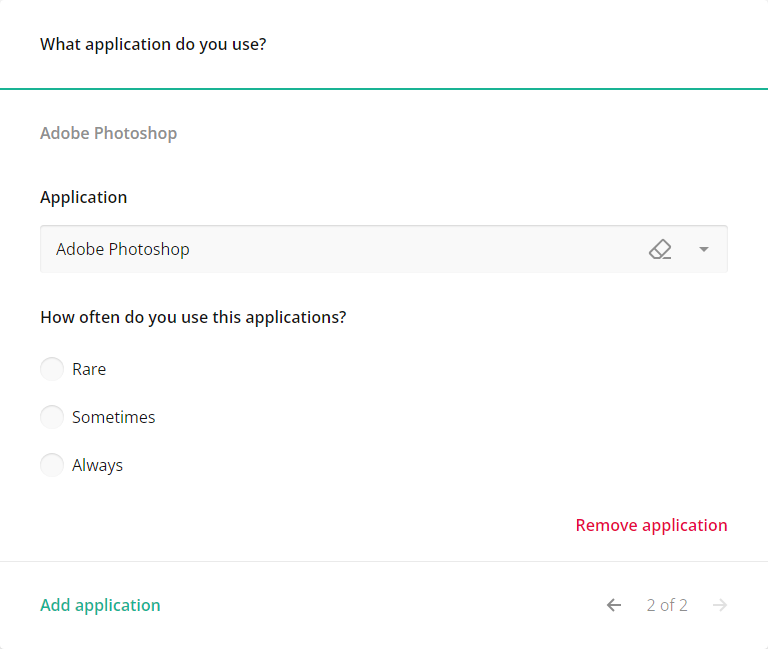 What application do you use?
Adobe Photoshop
Application
Adobe Photoshop
How often do you use this applications?
Rare
Sometimes
Always
Remove application
Add application
2 of 2